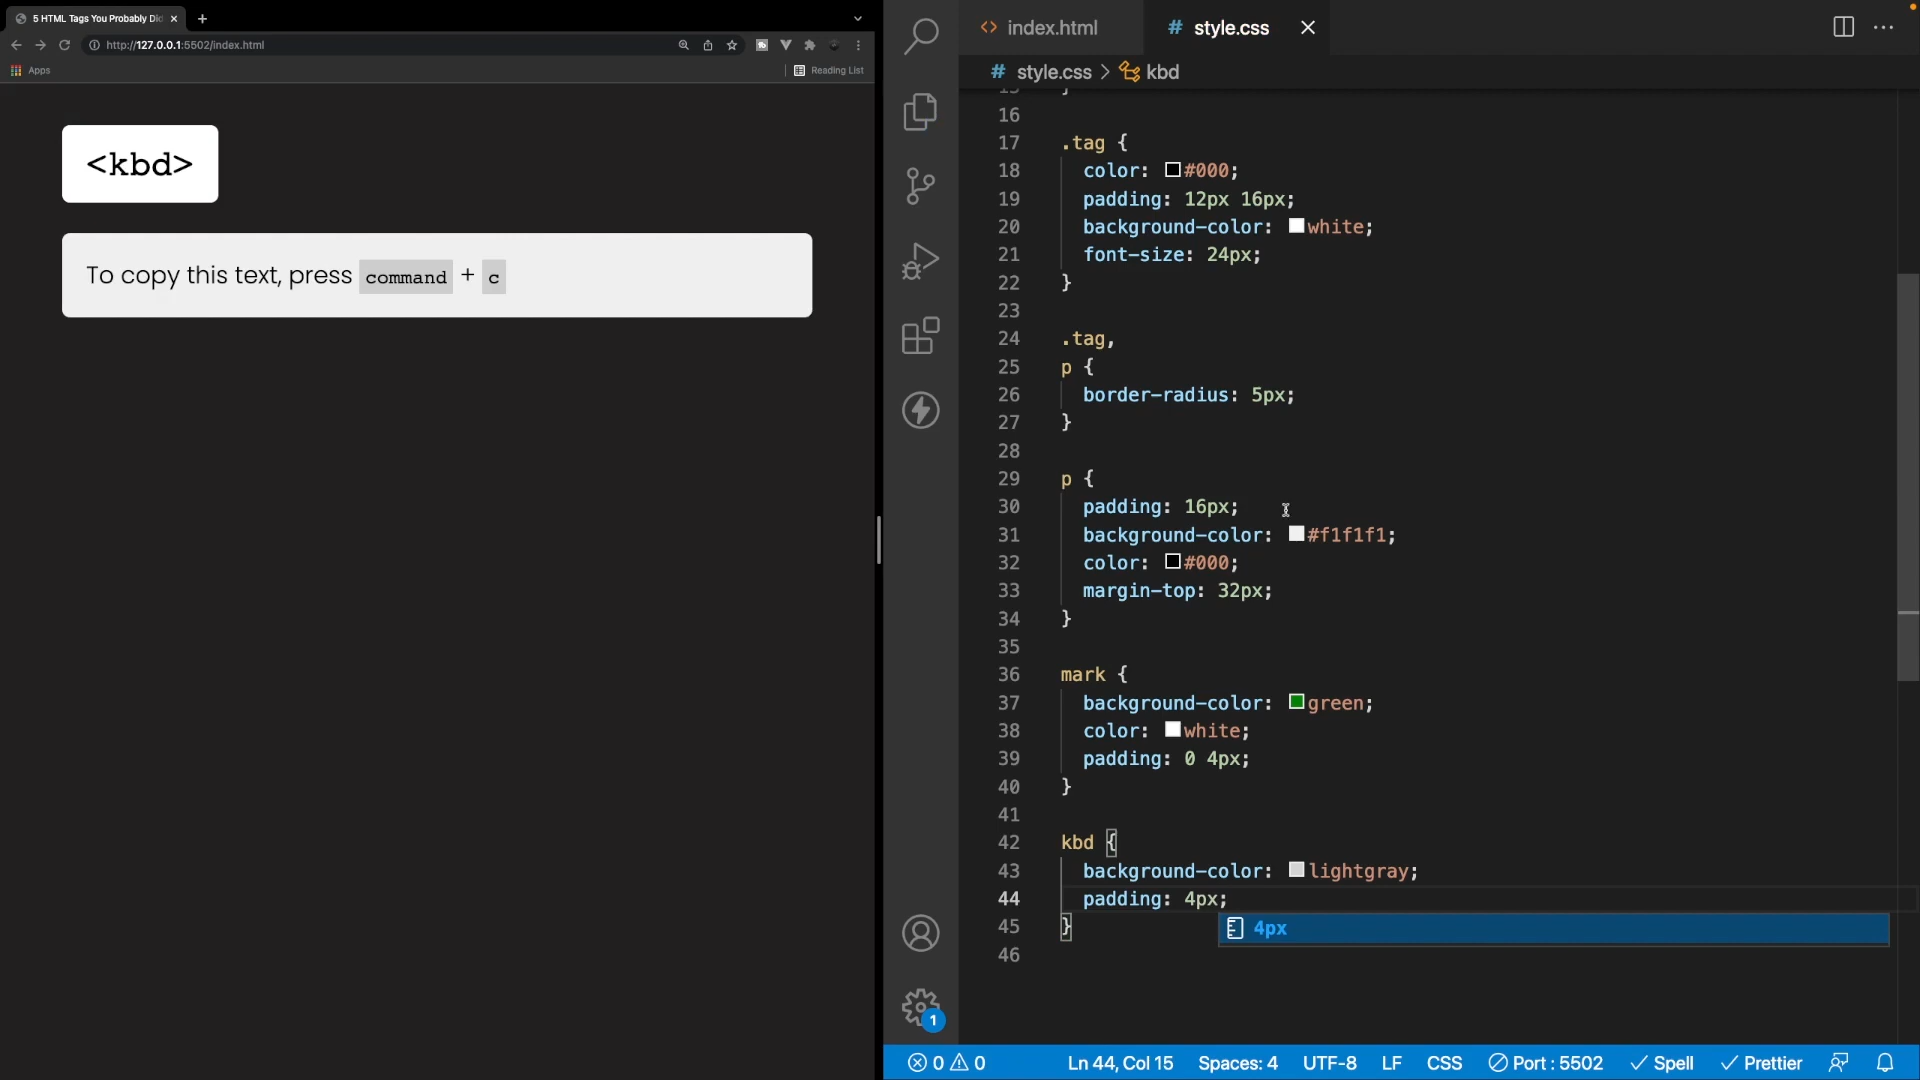 5 HTML Tags You Probably Di
http://127.0.0.1:5502/index.html
Apps
Reading List
<kbd>
To copy this text, press command + c
index.html
# style.css
# style.css > kbd
15 }
16
17 .tag {
18 color: #000;
19 padding: 12px 16px;
20 background-color: white;
21 font-size: 24px;
22 }
23
24 .tag,
25 p {
26 border-radius: 5px;
27 }
28
29 p {
30 padding: 16px;
31 background-color: #f1f1f1;
32 color: #000;
33 margin-top: 32px;
34 }
35
36 mark {
37 background-color: green;
38 color: white;
39 padding: 0 4px;
40 }
41
42 kbd {
43 background-color: lightgray;
44 padding: 4px;
45 }
4px
46
1
0 0 Ln 44, Col 15 Spaces: 4 UTF-8 LF CSS Port : 5502 Spell Prettier